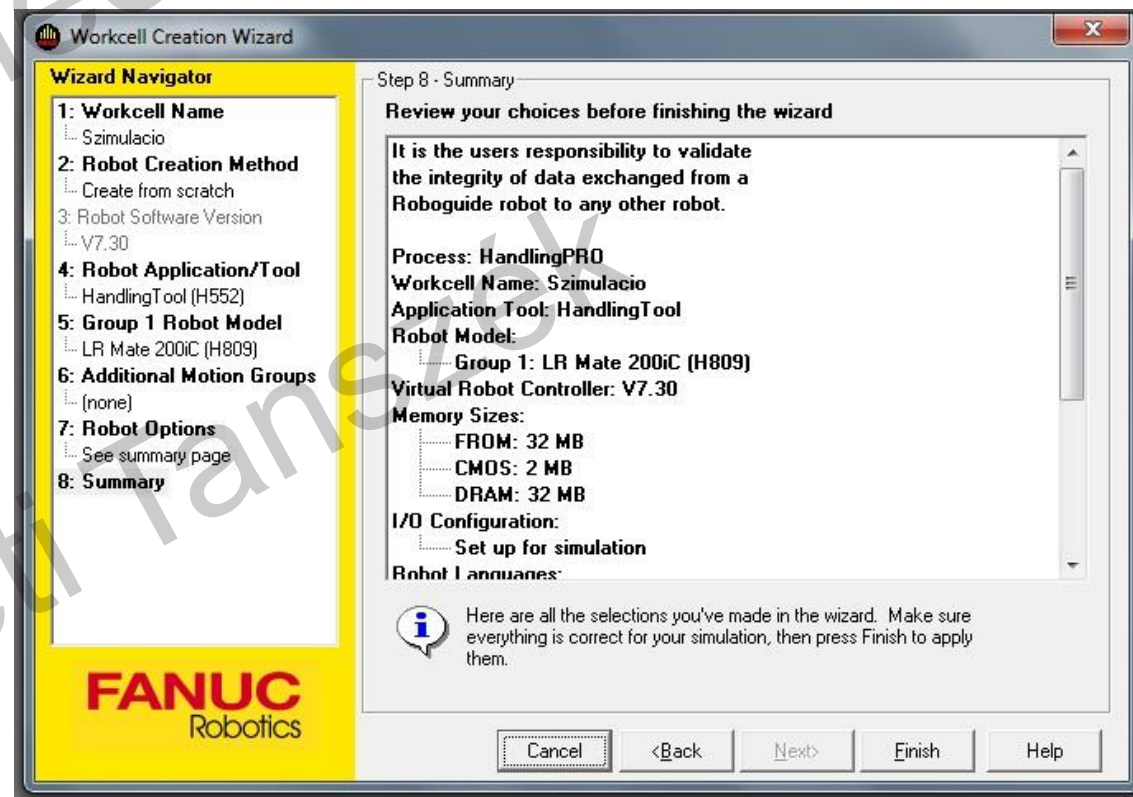 Workcell Creation Wizard
Wizard Navigator
1: Workcell Name
Szimulacio
2: Robot Creation Method
Create from scratch
3: Robot Software Version
V7.30
4: Robot Application/Tool
HandlingTool (H552)
5: Group 1 Robot Model
LR Mate 200iC (H809)
6: Additional Motion Groups
(none)
7: Robot Options
See summary page
8: Summary
FANUC
Robotics
Step 8 - Summary
Review your choices before finishing the wizard
It is the users responsibility to validate
the integrity of data exchanged from a
Roboguide robot to any other robot.
Process: HandlingPRO
Workcell Name: Szimulacio
Application Tool: HandlingTool
Robot Model:
Group 1: LR Mate 200iC (H809)
Virtual Robot Controller: V7.30
Memory Sizes:
FROM: 32 MB
CMOS: 2 MB
DRAM: 32 MB
I/O Configuration:
Set up for simulation
Robot Languages:
Here are all the selections you've made in the wizard. Make sure
everything is correct for your simulation, then press Finish to apply
them.
Cancel <Back Next> Finish Help
Tanszék